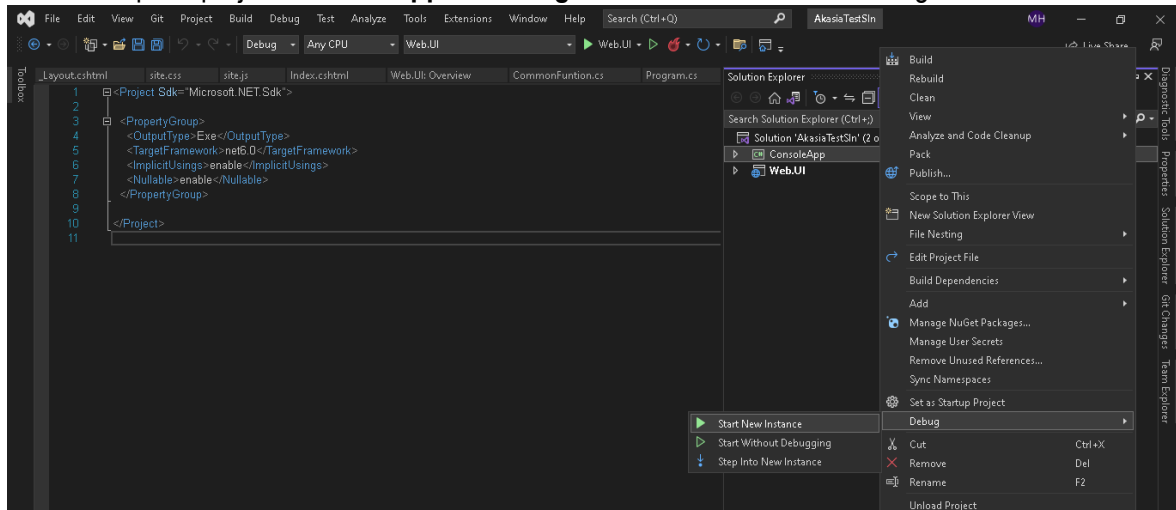 App
File Edit View Git Project Build Debug Test Analyze Tools Extensions Window Help Search (Ctrl+Q) AkasiaTestSln MH
Debug Any CPU Web.UI Web.UI Live Share
Toolbox
_Layout.cshtml site.css site.js Index.cshtml Web.UI: Overview CommonFuntion.cs Program.cs
1 <Project Sdk="Microsoft.NET.Sdk">
2
3 <PropertyGroup>
4 <OutputType>Exe</OutputType>
5 <TargetFramework>net6.0</TargetFramework>
6 <ImplicitUsings>enable</ImplicitUsings>
7 <Nullable>enable</Nullable>
8 </PropertyGroup>
9
10 </Project>
11
Solution Explorer
Search Solution Explorer (Ctrl+;)
Solution 'AkasiaTestSln' (2 o
ConsoleApp
Web.UI
Build
Rebuild
Clean
View
Analyze and Code Cleanup
Pack
Publish...
Scope to This
New Solution Explorer View
File Nesting
Edit Project File
Build Dependencies
Add
Manage NuGet Packages...
Manage User Secrets
Remove Unused References...
Sync Namespaces
Set as Startup Project
Debug
Start New Instance
Start Without Debugging
Step Into New Instance
Cut Ctrl+X
Remove Del
Rename F2
Unload Project
Diagnostic Tools
Properties
Solution Explorer
Git Changes
Team Explorer